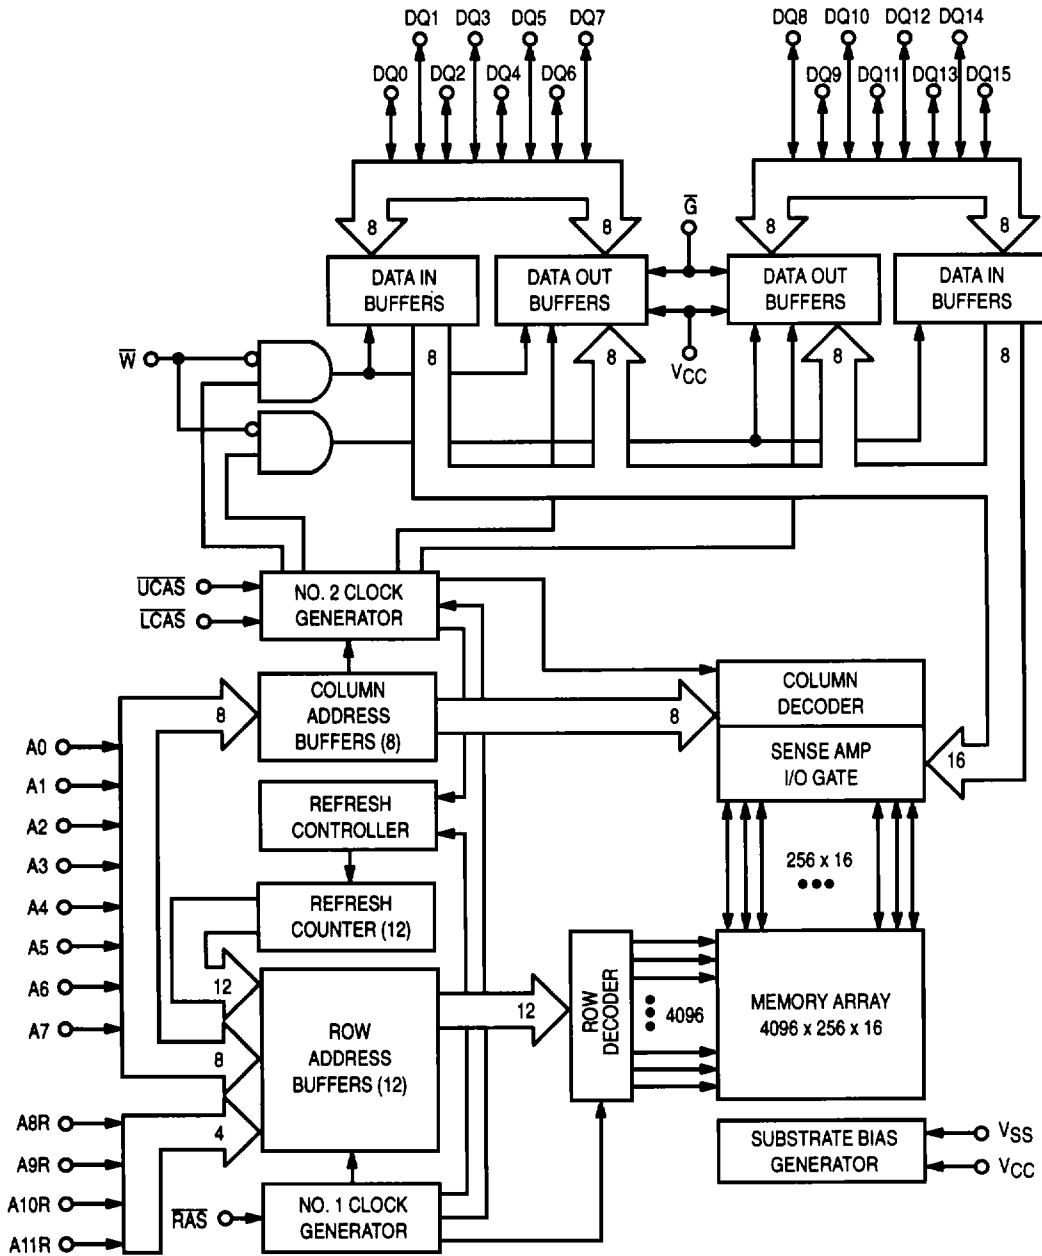 DQ1 DQ3 DQ5 DQ7
DQ8 DQ10 DQ12 DQ14
DQ0 DQ2 DQ4 DQ6
DQ9 DQ11 DQ13 DQ15
8 8 G̅ 8 8
DATA IN
BUFFERS
DATA OUT
BUFFERS
DATA OUT
BUFFERS
DATA IN
BUFFERS
W̅
8 8 VCC 8 8
U̅C̅A̅S̅
L̅C̅A̅S̅
NO. 2 CLOCK
GENERATOR
8
COLUMN
ADDRESS
BUFFERS (8)
8
COLUMN
DECODER
SENSE AMP
I/O GATE
16
A0
A1
A2
A3
A4
A5
A6
A7
REFRESH
CONTROLLER
REFRESH
COUNTER (12)
256 x 16
12
8
4
ROW
ADDRESS
BUFFERS (12)
12
ROW
DECODER
4096
MEMORY ARRAY
4096 x 256 x 16
A8R
A9R
A10R
A11R
R̅A̅S̅
NO. 1 CLOCK
GENERATOR
SUBSTRATE BIAS
GENERATOR
VSS
VCC